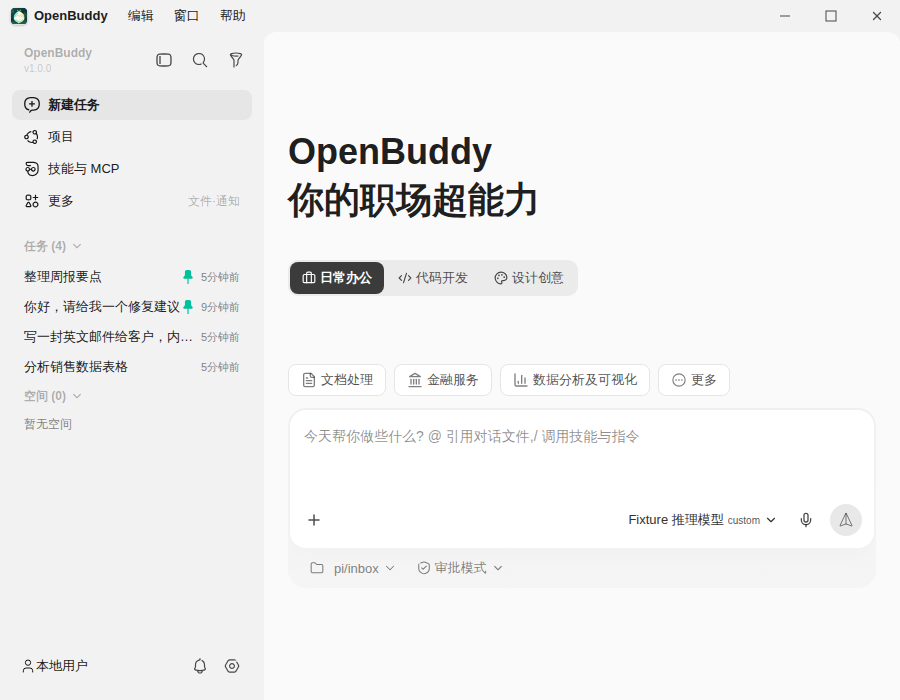 OpenBuddy 编辑 窗口 帮助
OpenBuddy
v1.0.0
新建任务
项目
技能与 MCP
更多 文件·通知
任务 (4)
整理周报要点 5分钟前
你好，请给我一个修复建议 9分钟前
写一封英文邮件给客户，内… 5分钟前
分析销售数据表格 5分钟前
空间 (0)
暂无空间
本地用户
OpenBuddy
你的职场超能力
日常办公 代码开发 设计创意
文档处理 金融服务 数据分析及可视化 更多
今天帮你做些什么? @ 引用对话文件,/ 调用技能与指令
Fixture 推理模型 custom
pi/inbox 审批模式